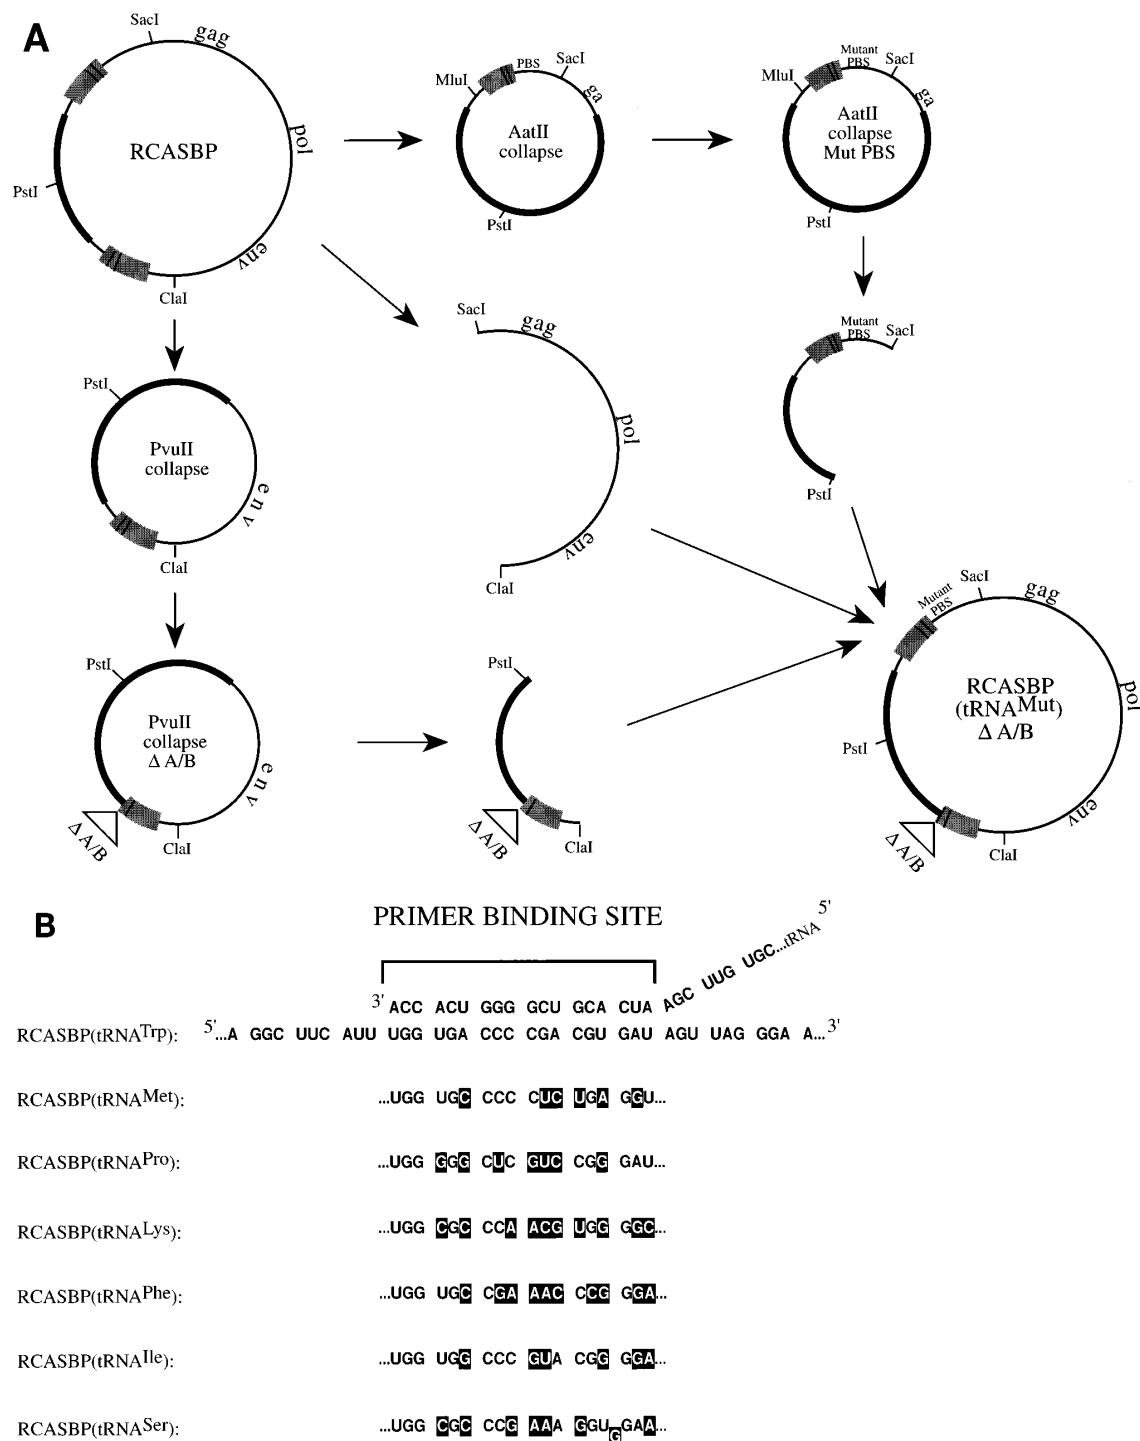 A
SacI
gag
RCASBP
pol
PstI
env
ClaI
MluI
PBS
SacI
ga
AatII
collapse
PstI
MluI
Mutant
PBS
SacI
ga
AatII
collapse
Mut PBS
PstI
PstI
PvuII
collapse
env
ClaI
SacI
gag
pol
env
ClaI
Mutant
PBS
SacI
PstI
PstI
PvuII
collapse
Δ A/B
env
Δ A/B
ClaI
PstI
Δ A/B
ClaI
Mutant
PBS
SacI
gag
pol
RCASBP
(tRNAMut)
Δ A/B
PstI
env
Δ A/B
ClaI
B
PRIMER BINDING SITE
3' ACC ACU GGG GCU GCA CUA AGC UUG UGC...tRNA 5'
RCASBP(tRNATrp): 5'...A GGC UUC AUU UGG UGA CCC CGA CGU GAU AGU UAG GGA A...3'
RCASBP(tRNAMet): ...UGG UGC CCC CUC UGA GGU...
RCASBP(tRNAPro): ...UGG GGG CUC GUC CGG GAU...
RCASBP(tRNALys): ...UGG CGC CCA ACG UGG GGC...
RCASBP(tRNAPhe): ...UGG UGC CGA AAC CCG GGA...
RCASBP(tRNAIle): ...UGG UGG CCC GUA CGG GGA...
RCASBP(tRNASer): ...UGG CGC CCG AAA GGUGGAA...